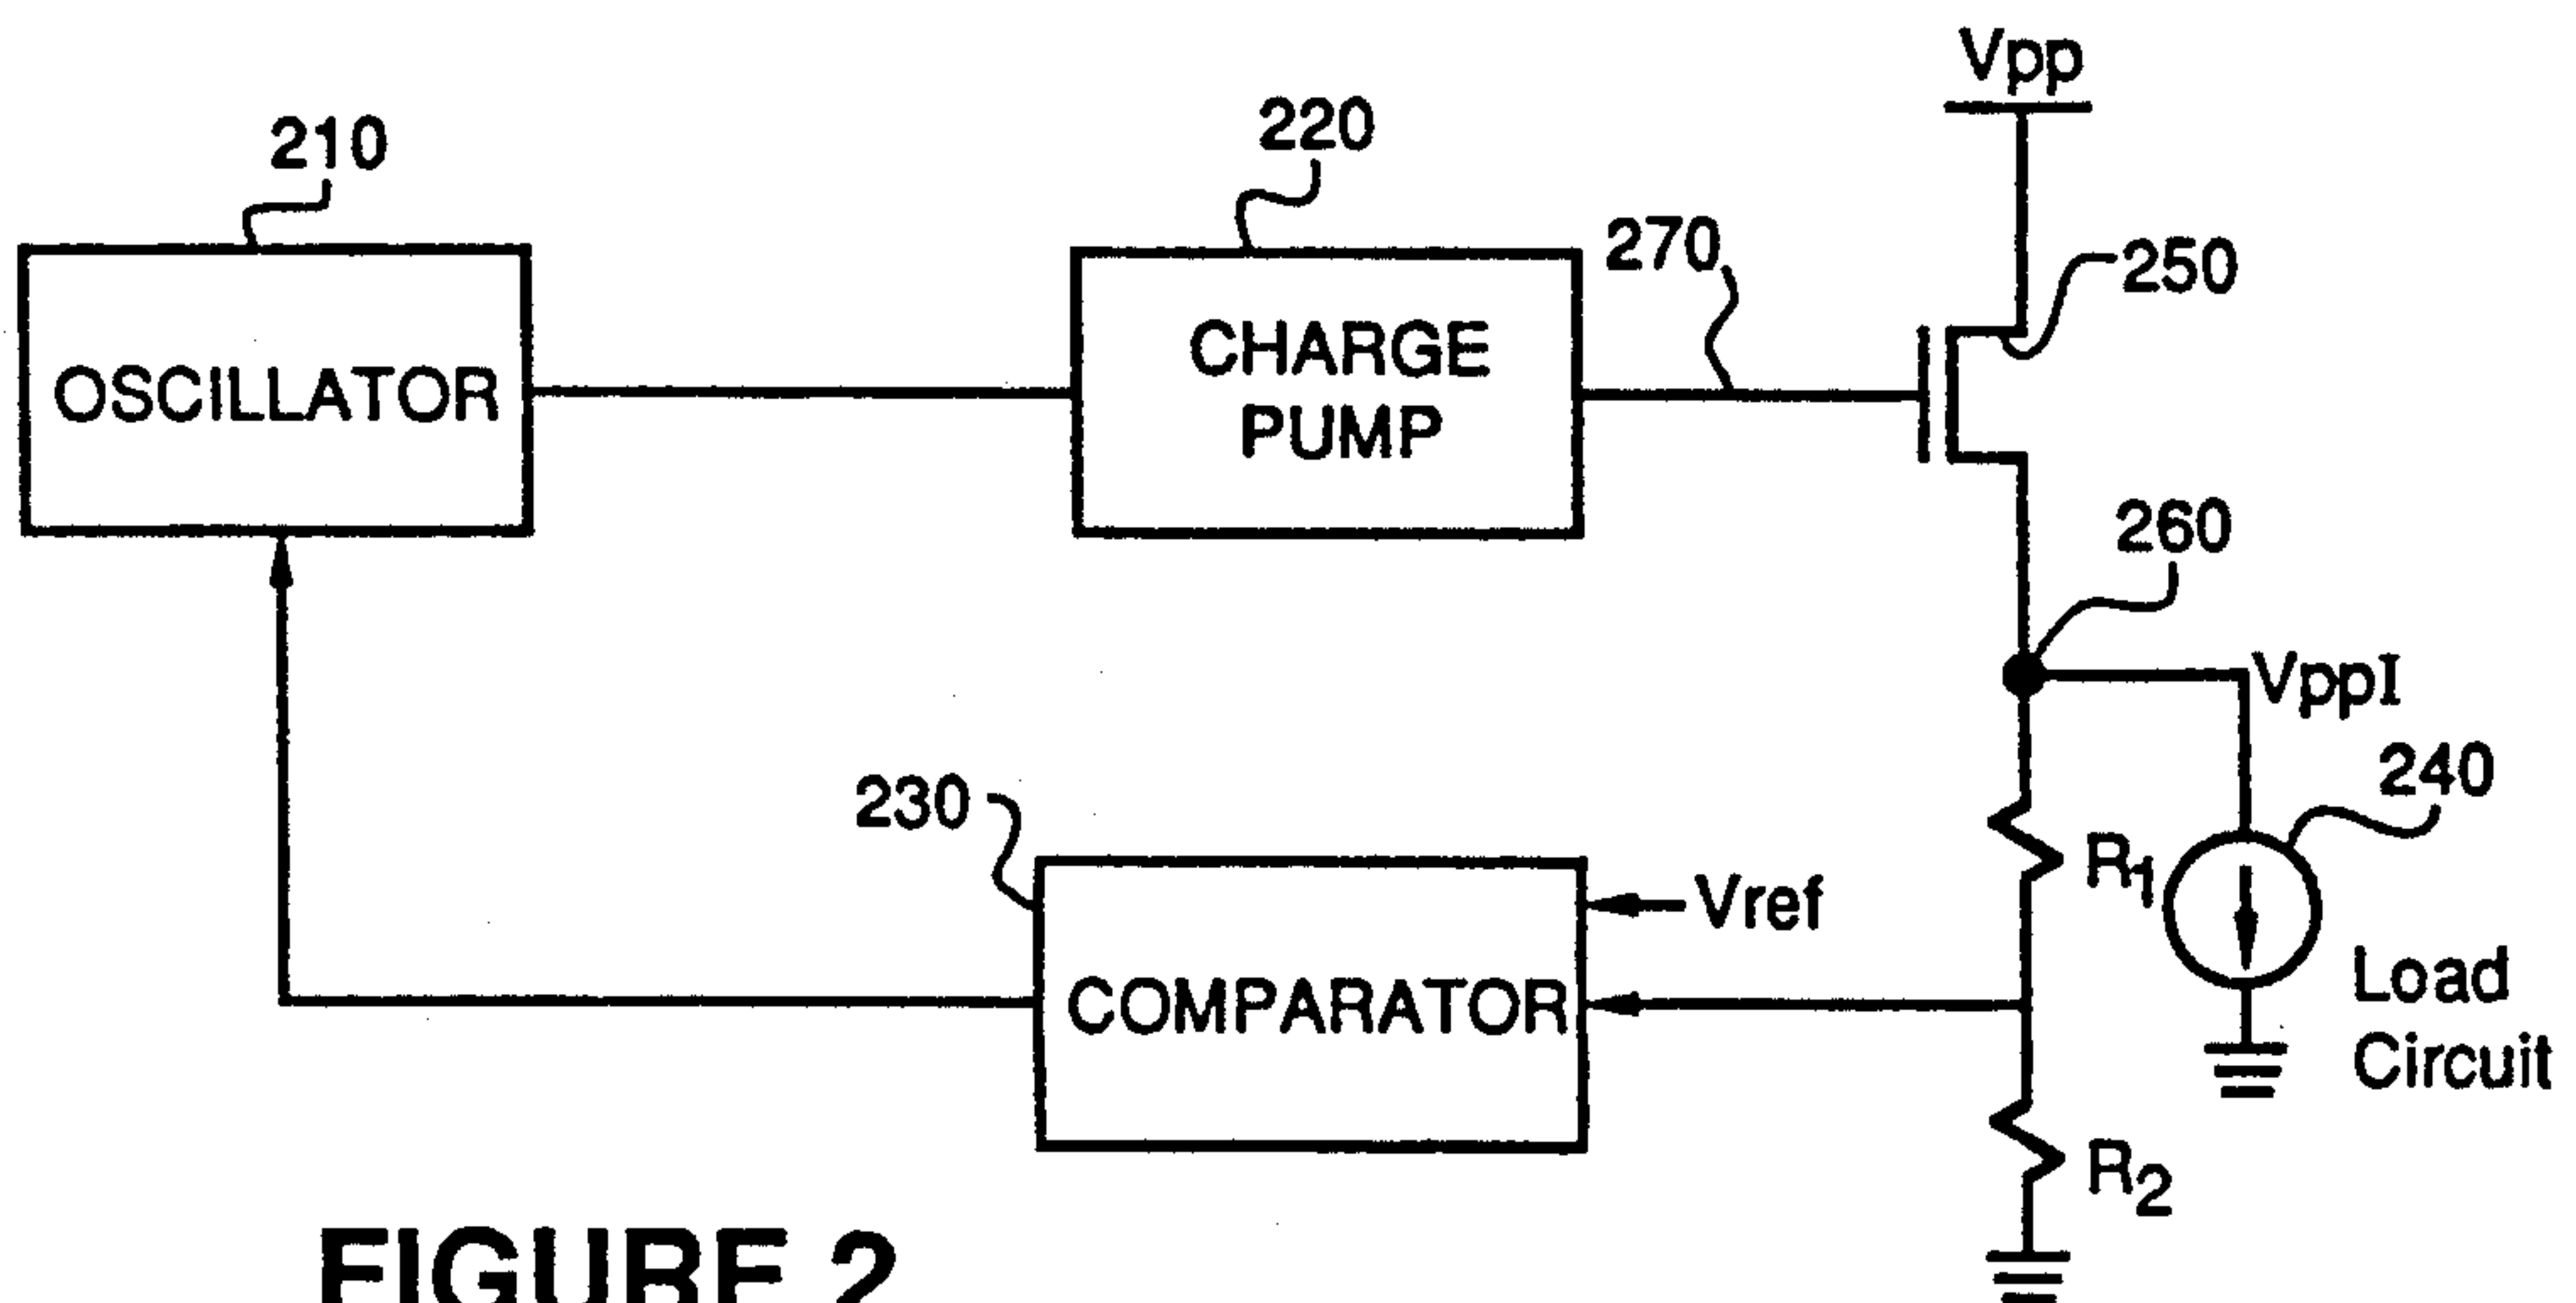 Vpp
210
220
270
250
OSCILLATOR
CHARGE
PUMP
260
VppI
240
230
R1
Vref
COMPARATOR
Load
Circuit
R2
FIGURE 2